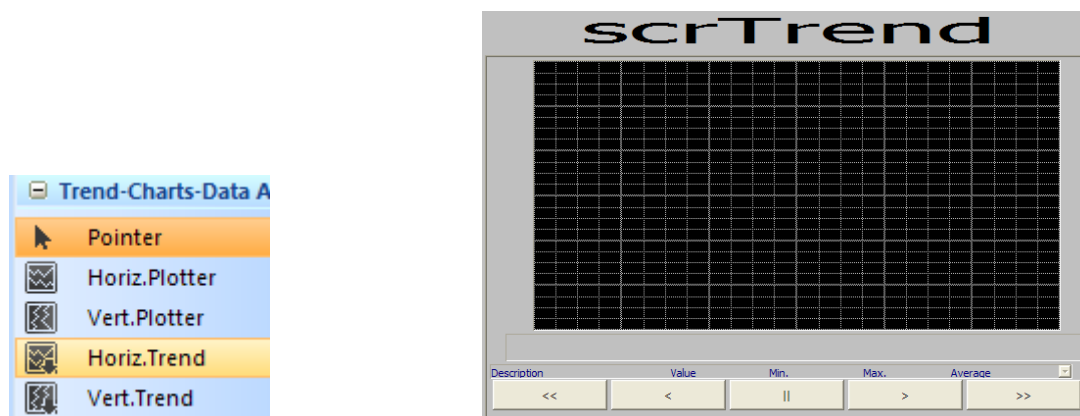 scrTrend
Trend-Charts-Data A
Pointer
Horiz.Plotter
Vert.Plotter
Horiz.Trend
Vert.Trend
Description Value Min. Max. Average
<< < || > >>